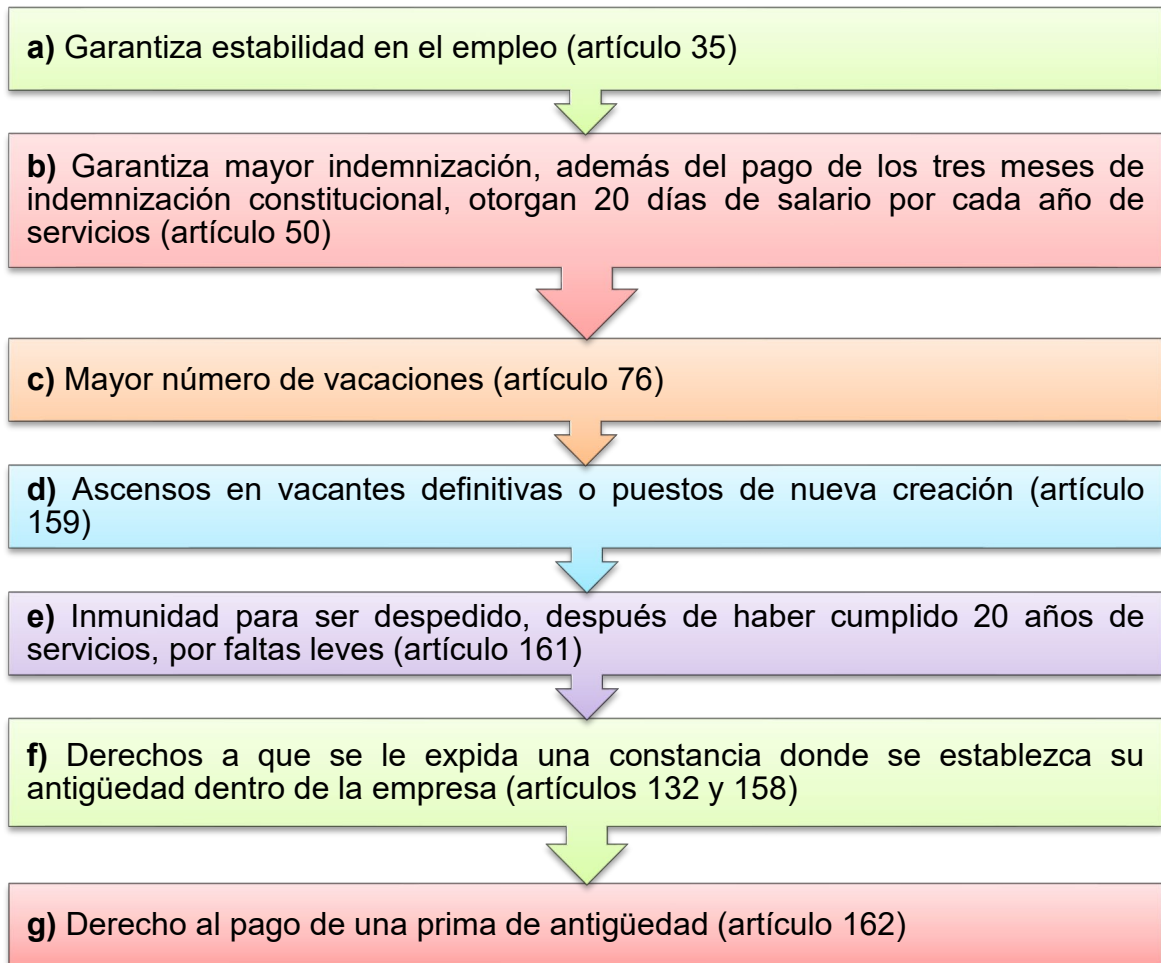 a) Garantiza estabilidad en el empleo (artículo 35)
b) Garantiza mayor indemnización, además del pago de los tres meses de
indemnización constitucional, otorgan 20 días de salario por cada año de
servicios (artículo 50)
c) Mayor número de vacaciones (artículo 76)
d) Ascensos en vacantes definitivas o puestos de nueva creación (artículo
159)
e) Inmunidad para ser despedido, después de haber cumplido 20 años de
servicios, por faltas leves (artículo 161)
f) Derechos a que se le expida una constancia donde se establezca su
antigüedad dentro de la empresa (artículos 132 y 158)
g) Derecho al pago de una prima de antigüedad (artículo 162)